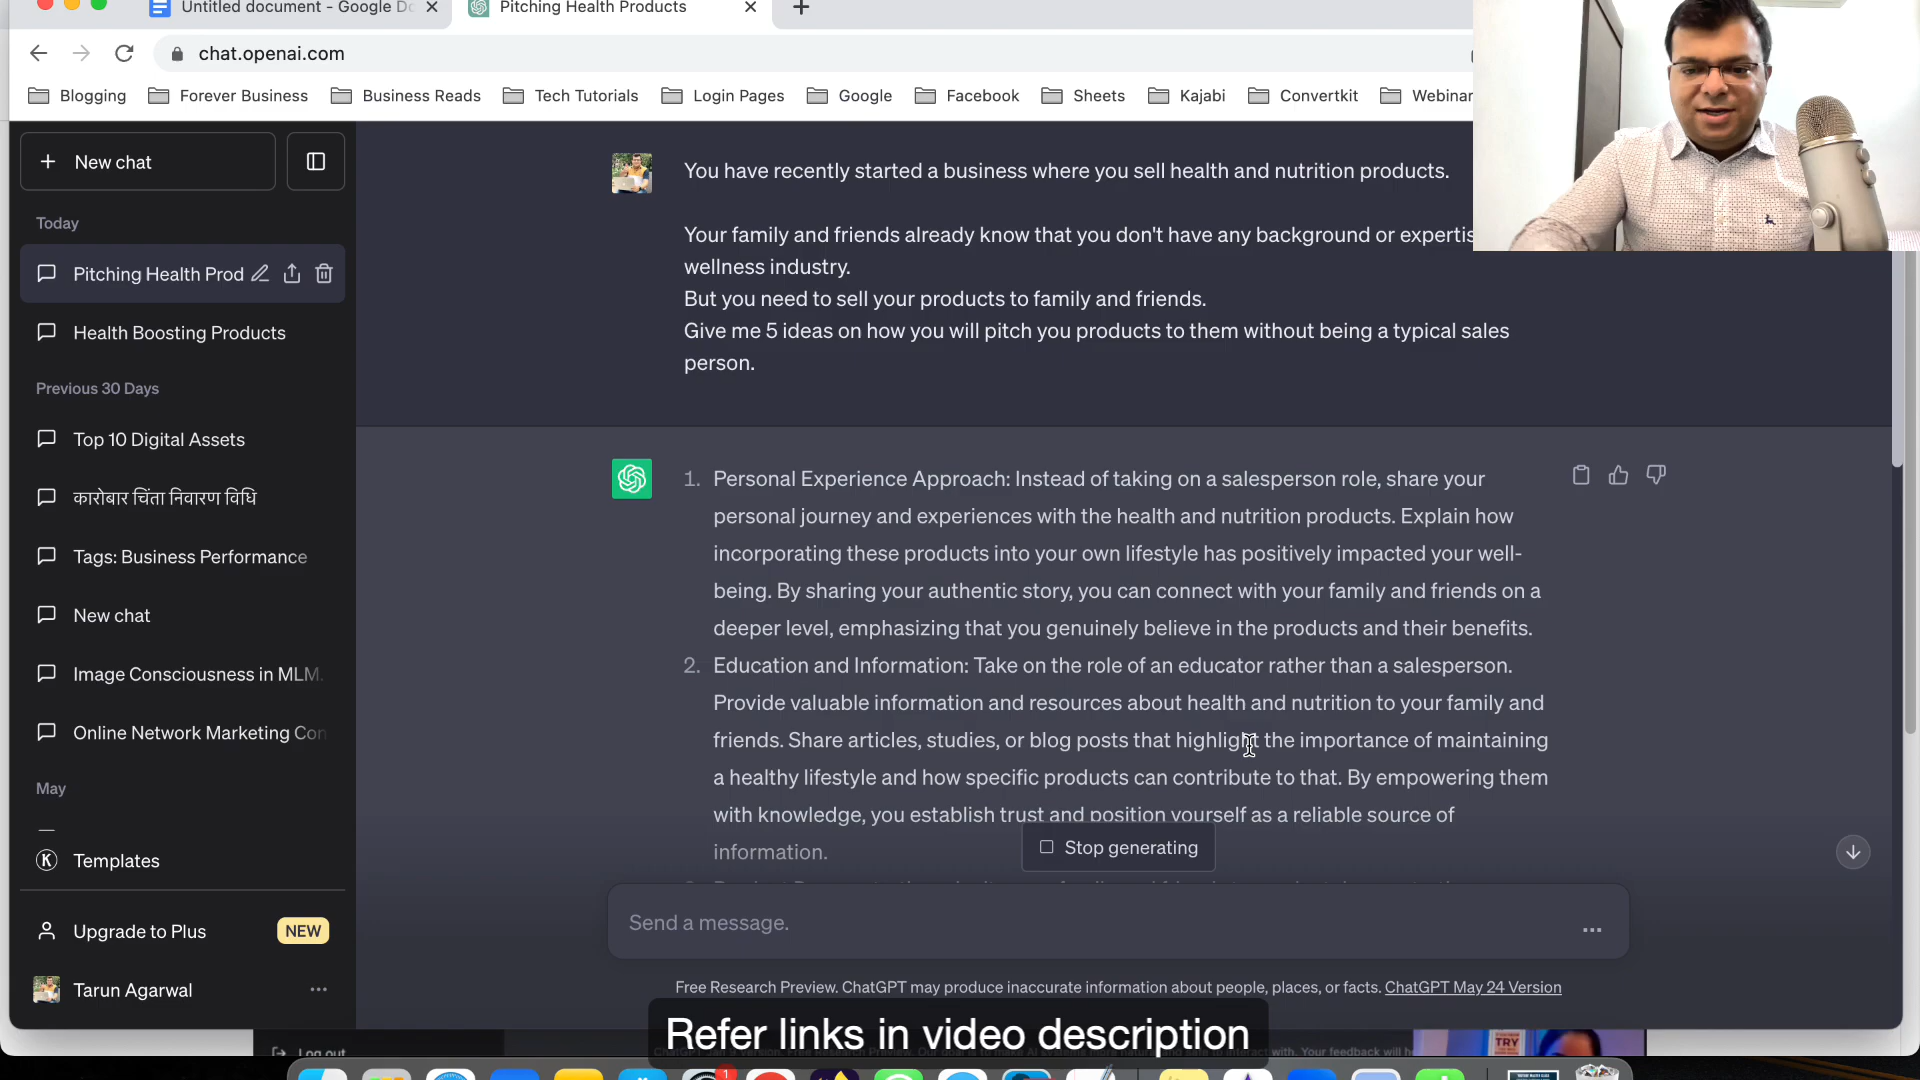 Untitled document - Google Do
Pitching Health Products
chat.openai.com
Blogging
Forever Business
Business Reads
Tech Tutorials
Login Pages
Google
Facebook
Sheets
Kajabi
Convertkit
Webinar
New chat
Today
Pitching Health Prod
Health Boosting Products
Previous 30 Days
Top 10 Digital Assets
कारोबार चिंता निवारण विधि
Tags: Business Performance
New chat
Image Consciousness in MLM.
Online Network Marketing Con
May
K Templates
Upgrade to Plus NEW
Tarun Agarwal
You have recently started a business where you sell health and nutrition products.
Your family and friends already know that you don't have any background or expertis
wellness industry.
But you need to sell your products to family and friends.
Give me 5 ideas on how you will pitch you products to them without being a typical sales
person.
1. Personal Experience Approach: Instead of taking on a salesperson role, share your
personal journey and experiences with the health and nutrition products. Explain how
incorporating these products into your own lifestyle has positively impacted your well-
being. By sharing your authentic story, you can connect with your family and friends on a
deeper level, emphasizing that you genuinely believe in the products and their benefits.
2. Education and Information: Take on the role of an educator rather than a salesperson.
Provide valuable information and resources about health and nutrition to your family and
friends. Share articles, studies, or blog posts that highlight the importance of maintaining
a healthy lifestyle and how specific products can contribute to that. By empowering them
with knowledge, you establish trust and position yourself as a reliable source of
information.
Stop generating
Send a message.
Free Research Preview. ChatGPT may produce inaccurate information about people, places, or facts. ChatGPT May 24 Version
Refer links in video description
Log out
TRY
1